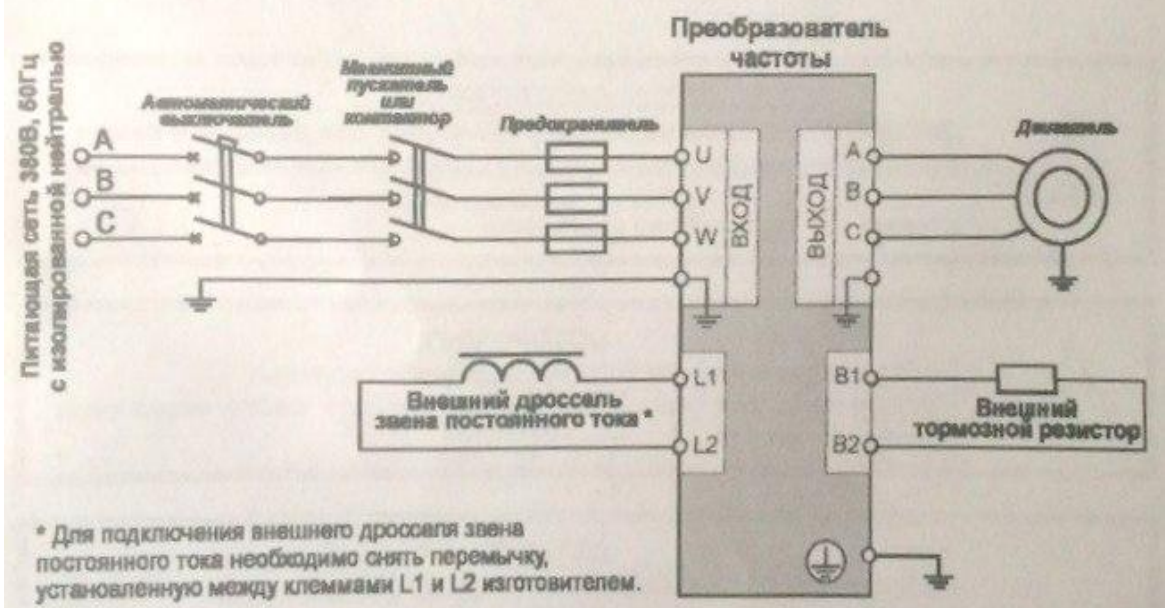 Преобразователь
частоты
Питающая сеть 380В, 50Гц
с изолированной нейтралью
Автоматический
выключатель
Магнитный
пускатель
или
контактор
Предохранитель
Двигатель
A
B
C
U
V
W
ВХОД
ВЫХОД
A
B
C
L1
L2
Внешний дроссель
звена постоянного тока *
B1
B2
Внешний
тормозной резистор
* Для подключения внешнего дросселя звена
постоянного тока необходимо снять перемычку,
установленную между клеммами L1 и L2 изготовителем.